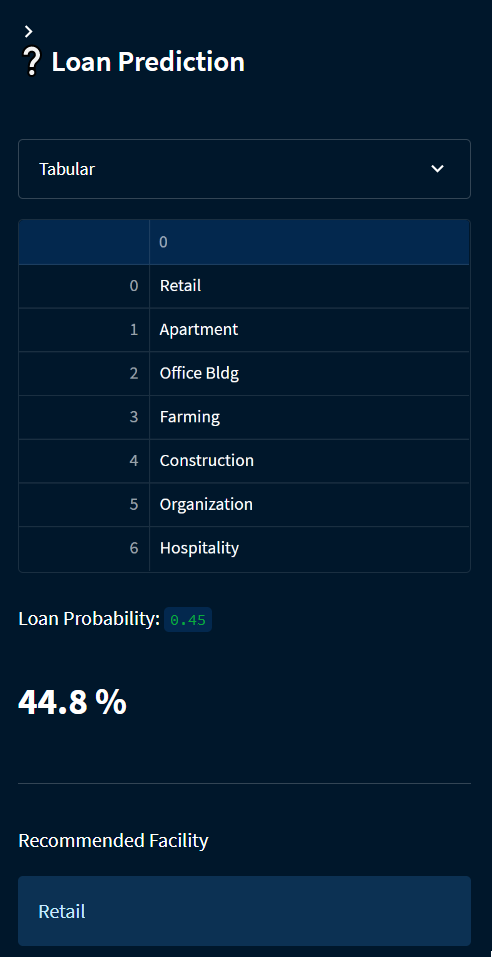 ❓ Loan Prediction
Tabular
0
0 Retail
1 Apartment
2 Office Bldg
3 Farming
4 Construction
5 Organization
6 Hospitality
Loan Probability: 0.45
44.8 %
Recommended Facility
Retail